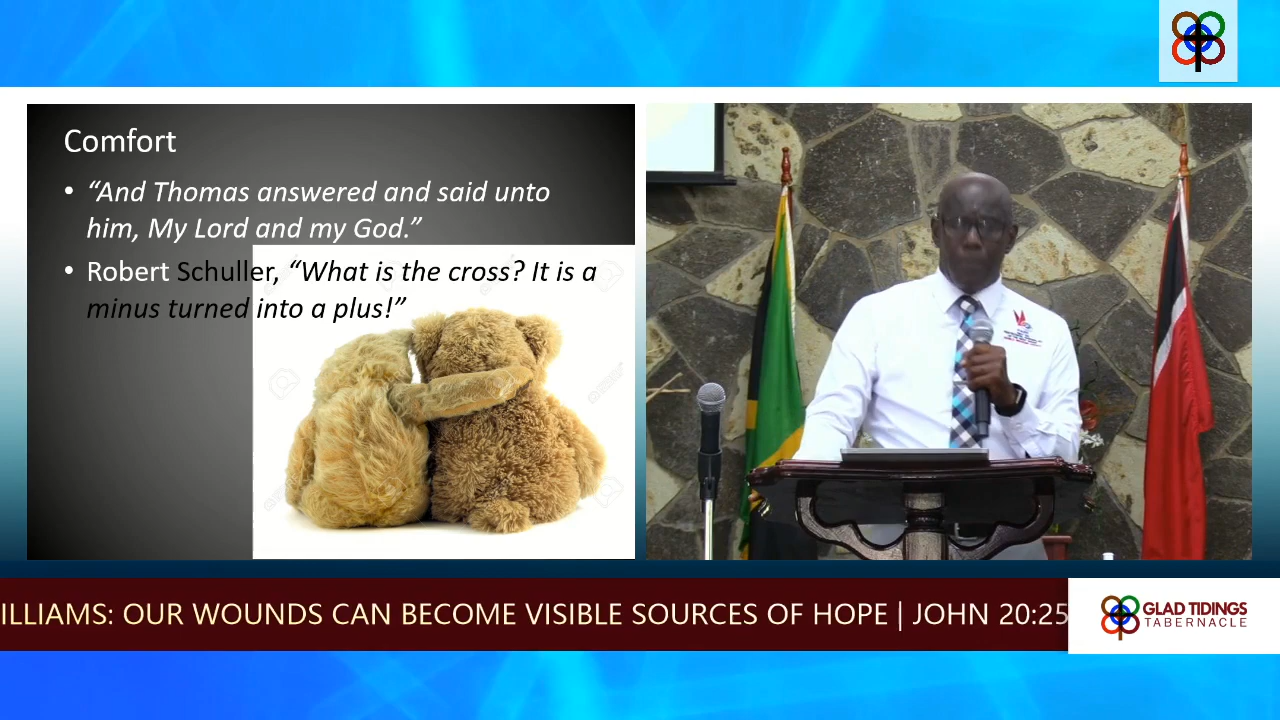 Comfort
• “And Thomas answered and said unto
him, My Lord and my God.”
• Robert Schuller, “What is the cross? It is a
minus turned into a plus!”
ILLIAMS: OUR WOUNDS CAN BECOME VISIBLE SOURCES OF HOPE | JOHN 20:25
GLAD TIDINGS
TABERNACLE